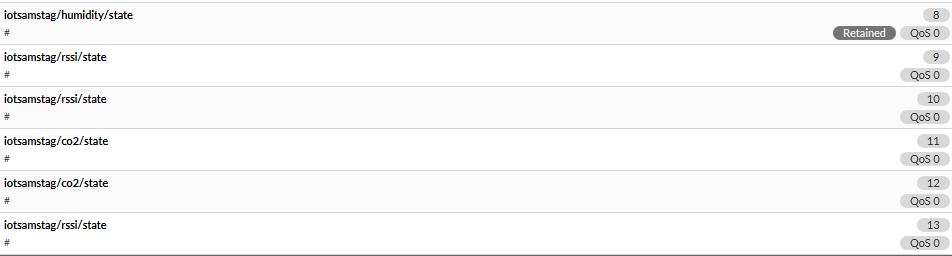 iotsamstag/humidity/state 8
# Retained QoS 0
iotsamstag/rssi/state 9
# QoS 0
iotsamstag/rssi/state 10
# QoS 0
iotsamstag/co2/state 11
# QoS 0
iotsamstag/co2/state 12
# QoS 0
iotsamstag/rssi/state 13
# QoS 0